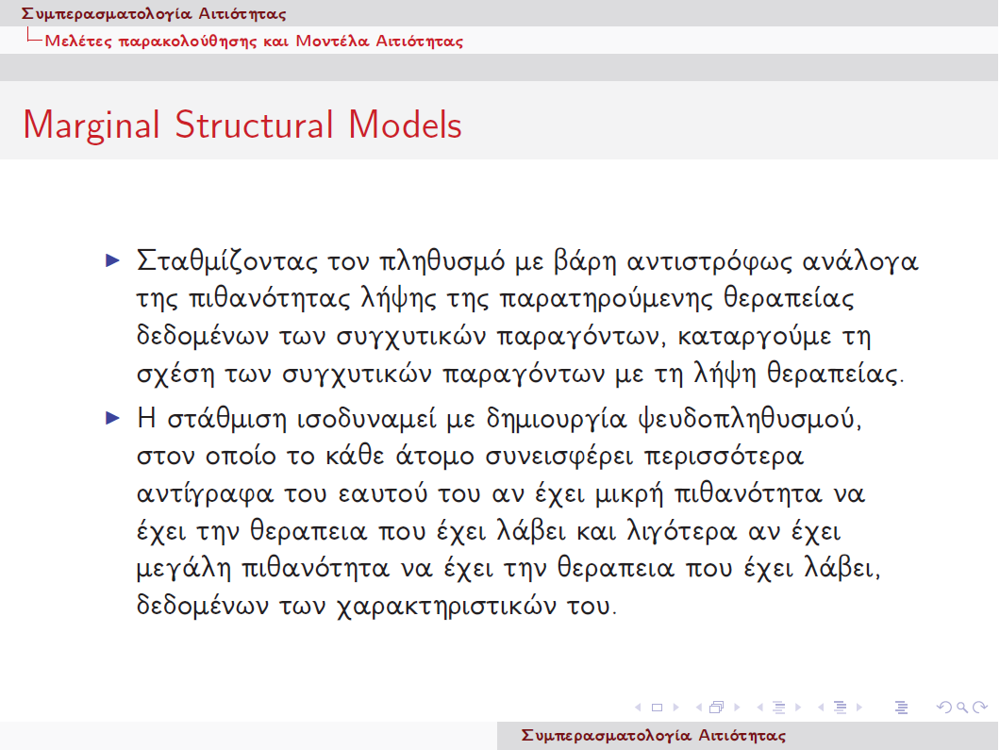 Συμπερασματολογία Αιτιότητας
Μελέτες παρακολούθησης και Μοντέλα Αιτιότητας
Marginal Structural Models
Σταθμίζοντας τον πληθυσμό με βάρη αντιστρόφως ανάλογα
της πιθανότητας λήψης της παρατηρούμενης θεραπείας
δεδομένων των συγχυτικών παραγόντων, καταργούμε τη
σχέση των συγχυτικών παραγόντων με τη λήψη θεραπείας.
Η στάθμιση ισοδυναμεί με δημιουργία ψευδοπληθυσμού,
στον οποίο το κάθε άτομο συνεισφέρει περισσότερα
αντίγραφα του εαυτού του αν έχει μικρή πιθανότητα να
έχει την θεραπεια που έχει λάβει και λιγότερα αν έχει
μεγάλη πιθανότητα να έχει την θεραπεια που έχει λάβει,
δεδομένων των χαρακτηριστικών του.
Συμπερασματολογία Αιτιότητας